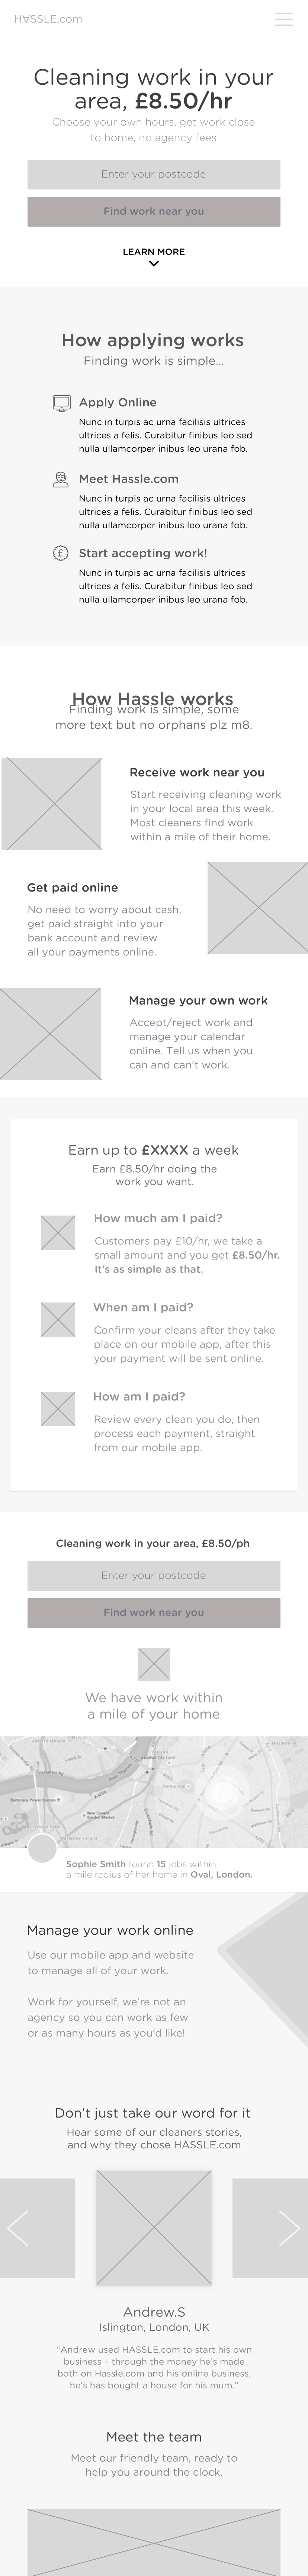 H∀SSLE.com
Cleaning work in your
area, £8.50/hr
Choose your own hours, get work close
to home, no agency fees
Enter your postcode
Find work near you
LEARN MORE
How applying works
Finding work is simple...
Apply Online
Nunc in turpis ac urna facilisis ultrices
ultrices a felis. Curabitur finibus leo sed
nulla ullamcorper inibus leo urana fob.
Meet Hassle.com
Nunc in turpis ac urna facilisis ultrices
ultrices a felis. Curabitur finibus leo sed
nulla ullamcorper inibus leo urana fob.
£
Start accepting work!
Nunc in turpis ac urna facilisis ultrices
ultrices a felis. Curabitur finibus leo sed
nulla ullamcorper inibus leo urana fob.
How Hassle works
Finding work is simple, some
more text but no orphans plz m8.
Receive work near you
Start receiving cleaning work
in your local area this week.
Most cleaners find work
within a mile of their home.
Get paid online
No need to worry about cash,
get paid straight into your
bank account and review
all your payments online.
Manage your own work
Accept/reject work and
manage your calendar
online. Tell us when you
can and can't work.
Earn up to £XXXX a week
Earn £8.50/hr doing the
work you want.
How much am I paid?
Customers pay £10/hr, we take a
small amount and you get £8.50/hr.
It's as simple as that.
When am I paid?
Confirm your cleans after they take
place on our mobile app, after this
your payment will be sent online.
How am I paid?
Review every clean you do, then
process each payment, straight
from our mobile app.
Cleaning work in your area, £8.50/ph
Enter your postcode
Find work near you
We have work within
a mile of your home
Battersea Power Station
New Covent
Garden Market
Sophie Smith found 15 jobs within
a mile radius of her home in Oval, London.
Manage your work online
Use our mobile app and website
to manage all of your work.
Work for yourself, we're not an
agency so you can work as few
or as many hours as you'd like!
Don't just take our word for it
Hear some of our cleaners stories,
and why they chose HASSLE.com
Andrew.S
Islington, London, UK
"Andrew used HASSLE.com to start his own
business – through the money he's made
both on Hassle.com and his online business,
he's has bought a house for his mum."
Meet the team
Meet our friendly team, ready to
help you around the clock.